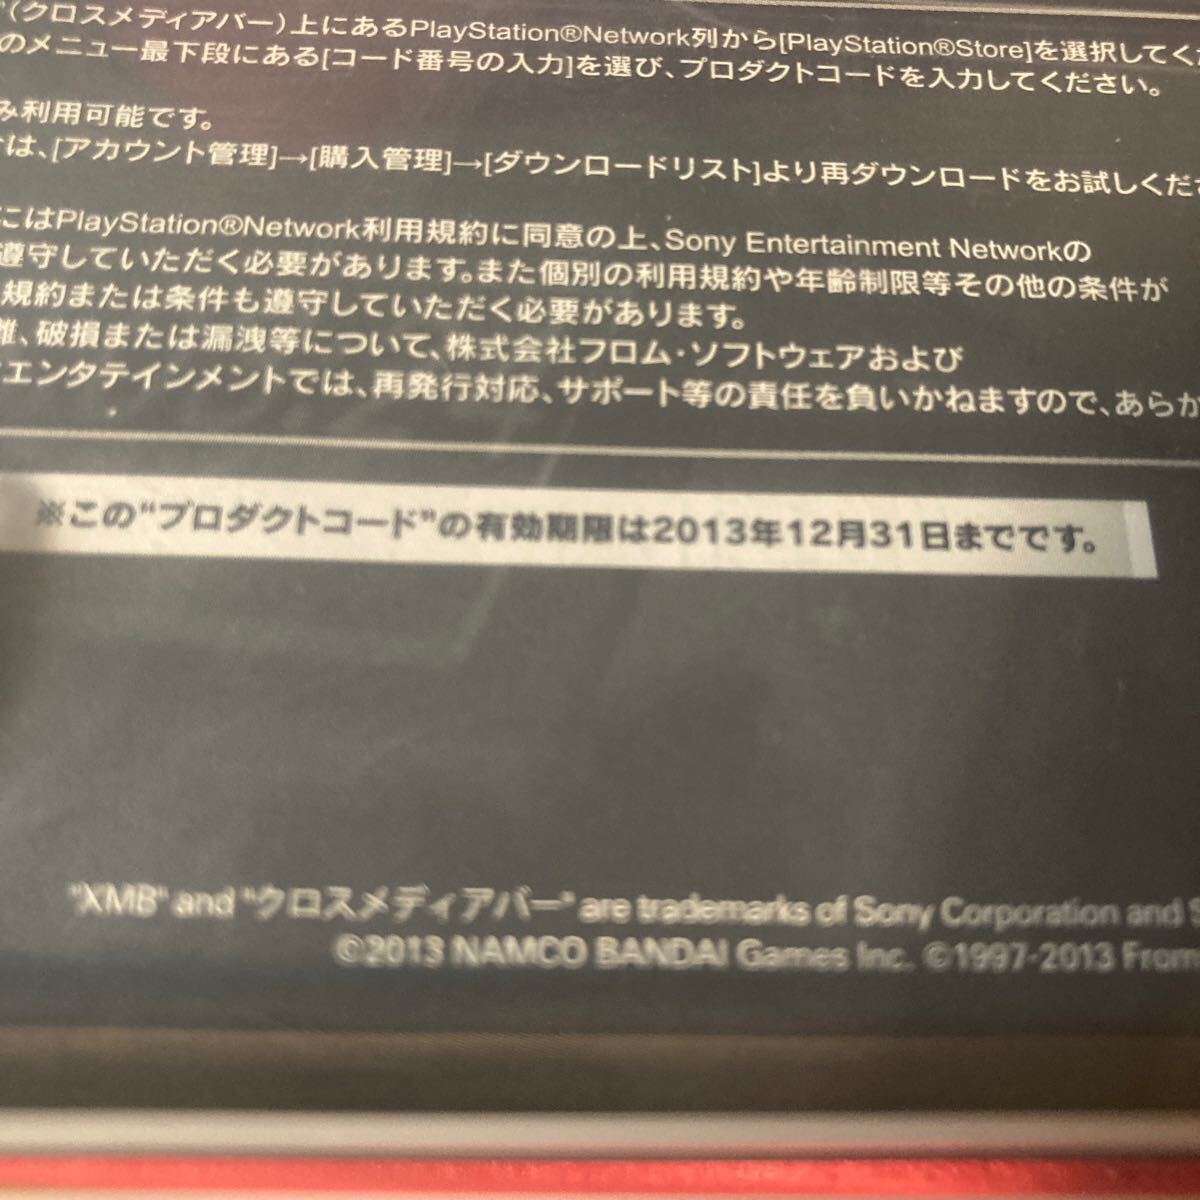 (クロスメディアバー)上にあるPlayStation®Network列から[PlayStation®Store]を選択してくだ
のメニュー最下段にある[コード番号の入力]を選び、プロダクトコードを入力してください。
み利用可能です。
は、[アカウント管理]→[購入管理]→[ダウンロードリスト]より再ダウンロードをお試しくださ
にはPlayStation®Network利用規約に同意の上、Sony Entertainment Networkの
遵守していただく必要があります。また個別の利用規約や年齢制限等その他の条件が
規約または条件も遵守していただく必要があります。
難、破損または漏洩等について、株式会社フロム・ソフトウェアおよび
エンタテインメントでは、再発行対応、サポート等の責任を負いかねますので、あらか
※この“プロダクトコード”の有効期限は2013年12月31日までです。
"XMB" and "クロスメディアバー" are trademarks of Sony Corporation and
©2013 NAMCO BANDAI Games Inc. ©1997-2013 From